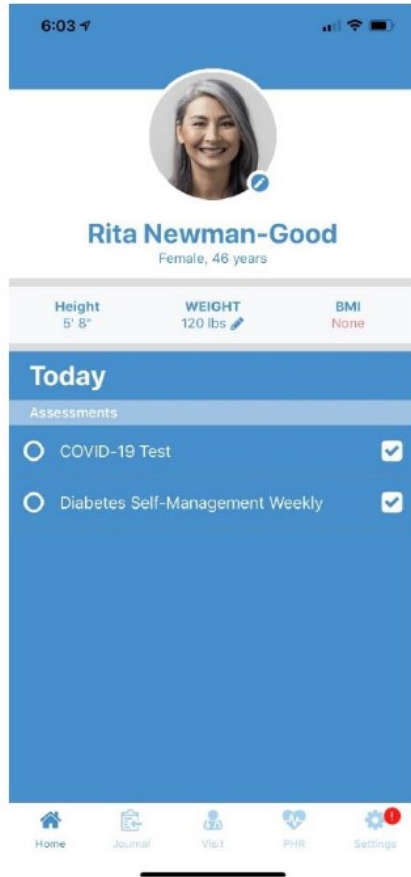 6:03
Rita Newman-Good
Female, 46 years
Height WEIGHT BMI
5' 8" 120 lbs None
Today
Assessments
COVID-19 Test
Diabetes Self-Management Weekly
Home Journal Visit PHR Settings